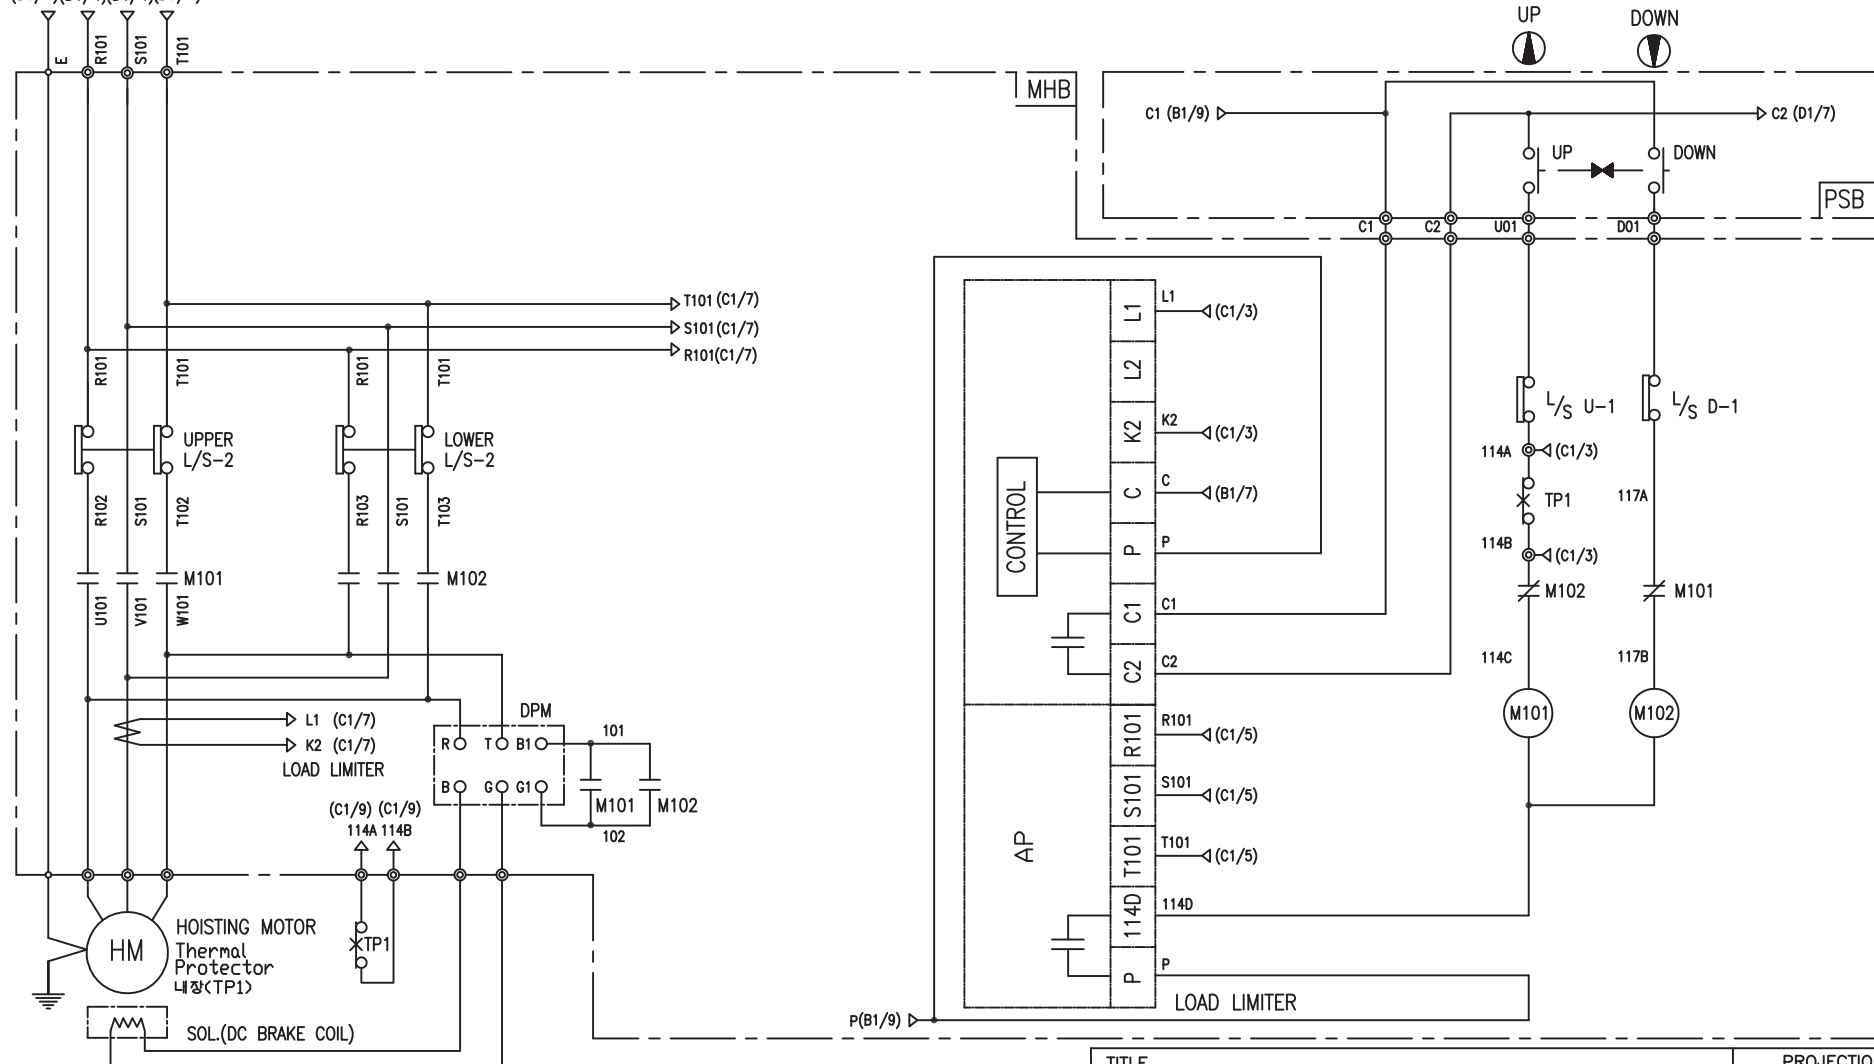 UP
DOWN
E
R101
S101
T101
MHB
C1 (B1/9)
C2 (D1/7)
UP
DOWN
PSB
C1
C2
U01
D01
T101 (C1/7)
S101 (C1/7)
R101(C1/7)
R101
T101
R101
T101
UPPER
L/S-2
LOWER
L/S-2
R102
S101
T102
R103
S101
T103
M101
M102
U101
V101
W101
L1 (C1/7)
K2 (C1/7)
LOAD LIMITER
DPM
R
T
B1
B
G
G1
101
M101
M102
102
(C1/9) (C1/9)
114A 114B
HM
HOISTING MOTOR
Thermal
Protector
내장(TP1)
TP1
SOL.(DC BRAKE COIL)
CONTROL
AP
L1
L1
(C1/3)
L2
K2
K2
(C1/3)
C
C
(B1/7)
P
P
C1
C1
C2
C2
R101
R101
(C1/5)
S101
S101
(C1/5)
T101
T101
(C1/5)
114D
114D
P
P
LOAD LIMITER
P(B1/9)
L/S U-1
L/S D-1
114A
(C1/3)
TP1
117A
114B
(C1/3)
M102
M101
114C
117B
M101
M102
TITLE
PROJECTIO